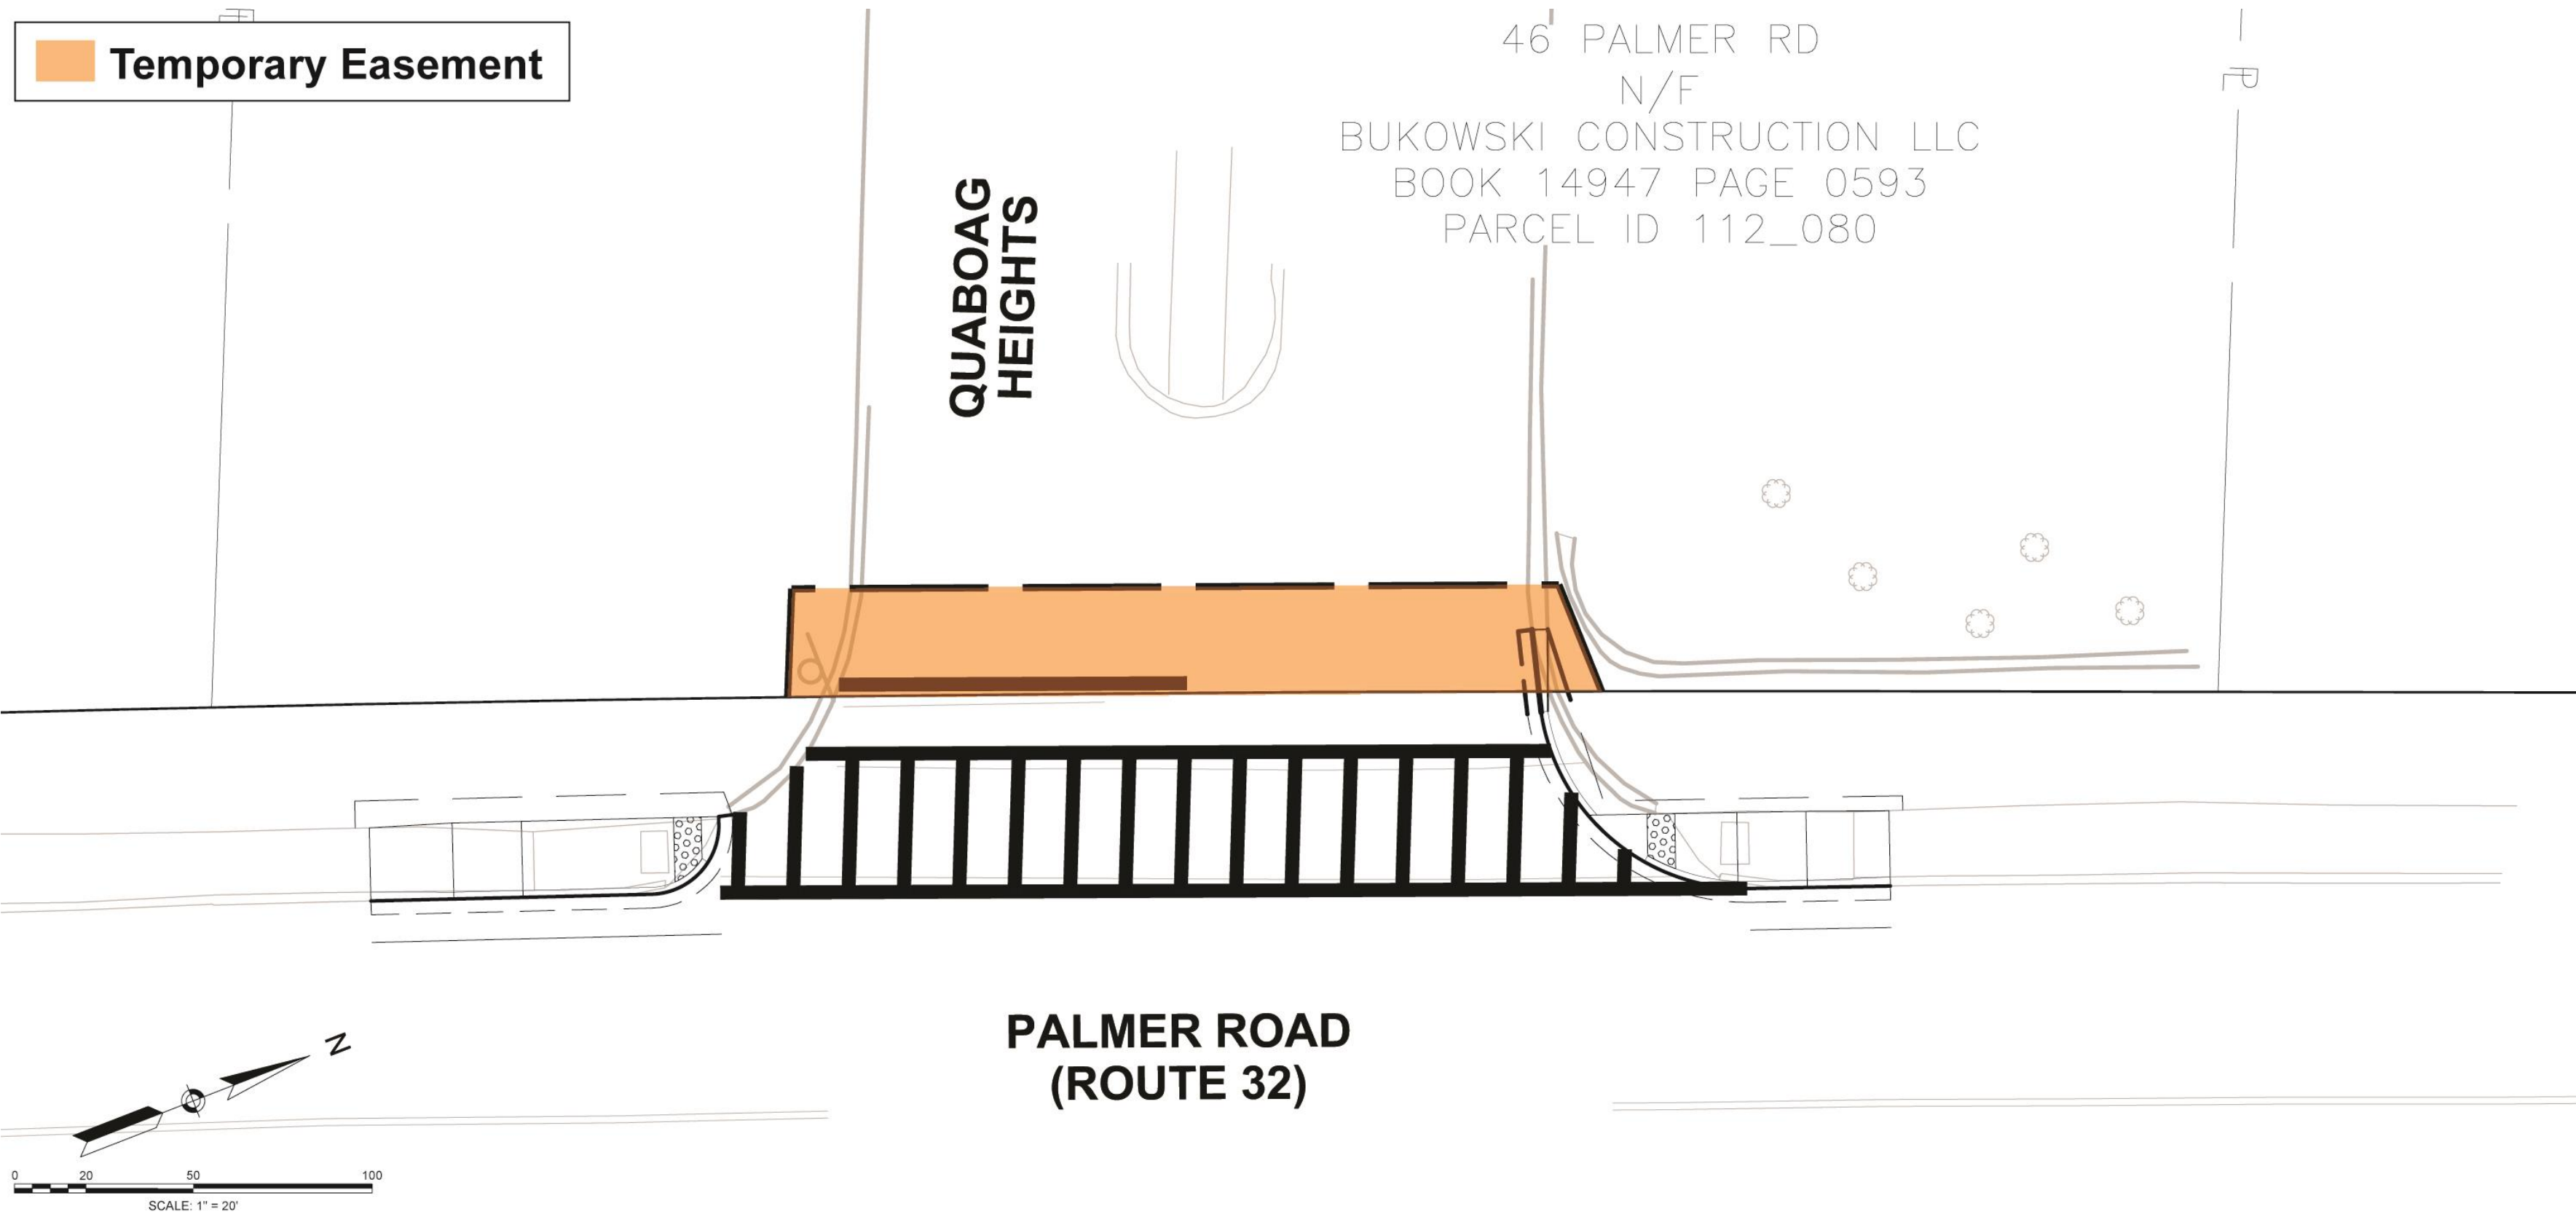 Temporary Easement
46 PALMER RD
N/F
BUKOWSKI CONSTRUCTION LLC
BOOK 14947 PAGE 0593
PARCEL ID 112_080
PL
QUABOAG
HEIGHTS
PALMER ROAD
(ROUTE 32)
N
0 20 50 100
SCALE: 1" = 20'